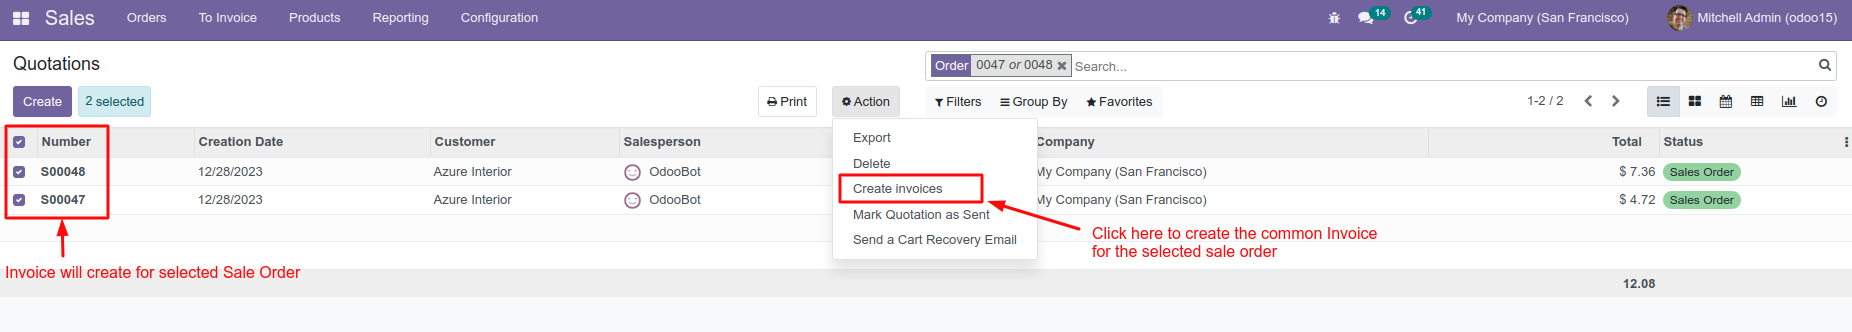 Sales Orders To Invoice Products Reporting Configuration 14 41 My Company (San Francisco) Mitchell Admin (odoo15)
Quotations Order 0047 or 0048 Search...
Create 2 selected Print Action Filters Group By Favorites 1-2 / 2
Number Creation Date Customer Salesperson Company Total Status
S00048 12/28/2023 Azure Interior OdooBot My Company (San Francisco) $ 7.36 Sales Order
S00047 12/28/2023 Azure Interior OdooBot My Company (San Francisco) $ 4.72 Sales Order
Export
Delete
Create invoices
Mark Quotation as Sent
Send a Cart Recovery Email
Click here to create the common Invoice
for the selected sale order
Invoice will create for selected Sale Order
12.08